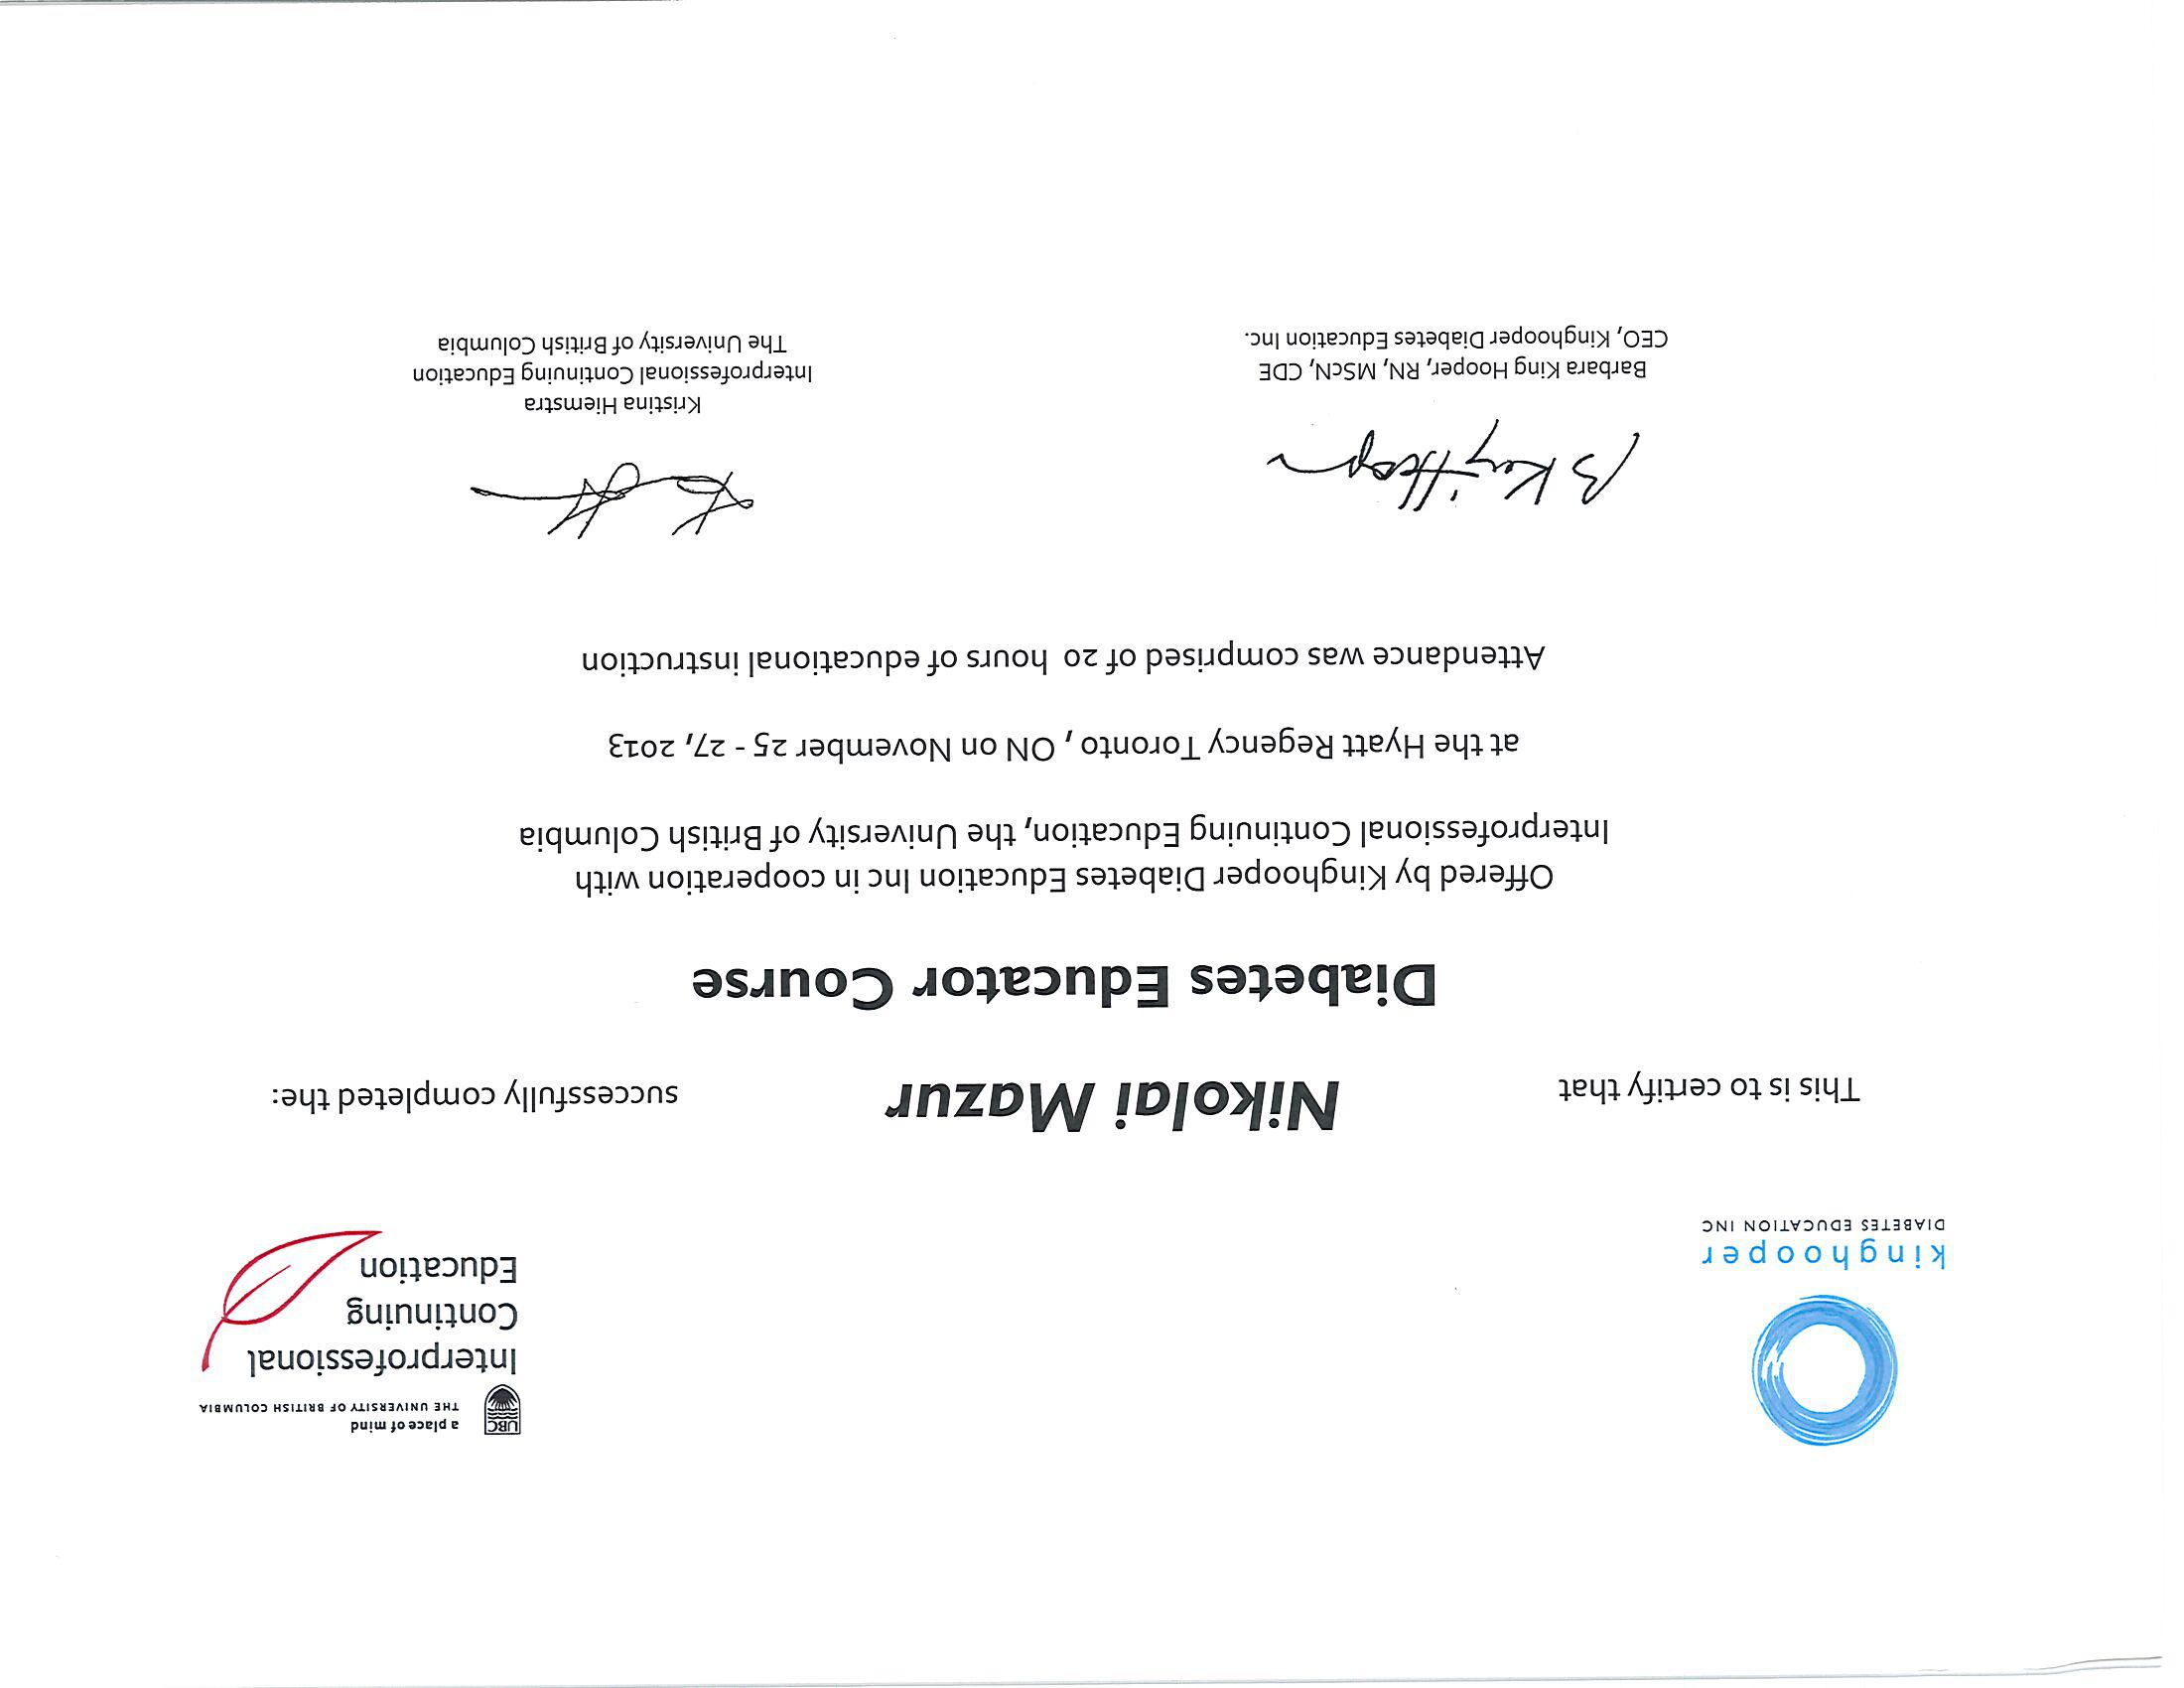 kinghooper
DIABETES EDUCATION INC
UBC
a place of mind
THE UNIVERSITY OF BRITISH COLUMBIA
Interprofessional
Continuing
Education
This is to certify that Nikolai Mazur successfully completed the:
Diabetes Educator Course
Offered by Kinghooper Diabetes Education Inc in cooperation with
Interprofessional Continuing Education, the University of British Columbia
at the Hyatt Regency Toronto , ON on November 25 - 27, 2013
Attendance was comprised of 20 hours of educational instruction
B King Hooper
Barbara King Hooper, RN, MScN, CDE
CEO, Kinghooper Diabetes Education Inc.
Kristina Hiemstra
Interprofessional Continuing Education
The University of British Columbia